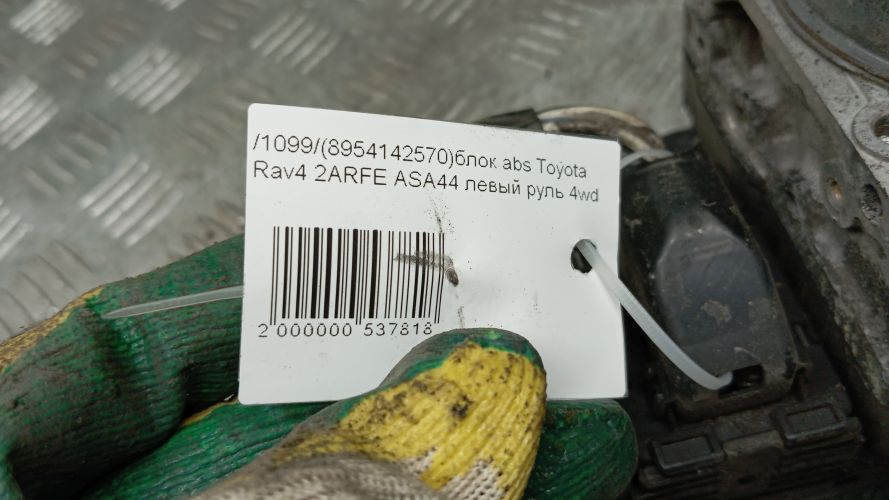 /1099/(8954142570)блок abs Toyota
Rav4 2ARFE ASA44 левый руль 4wd
2 000000 537818